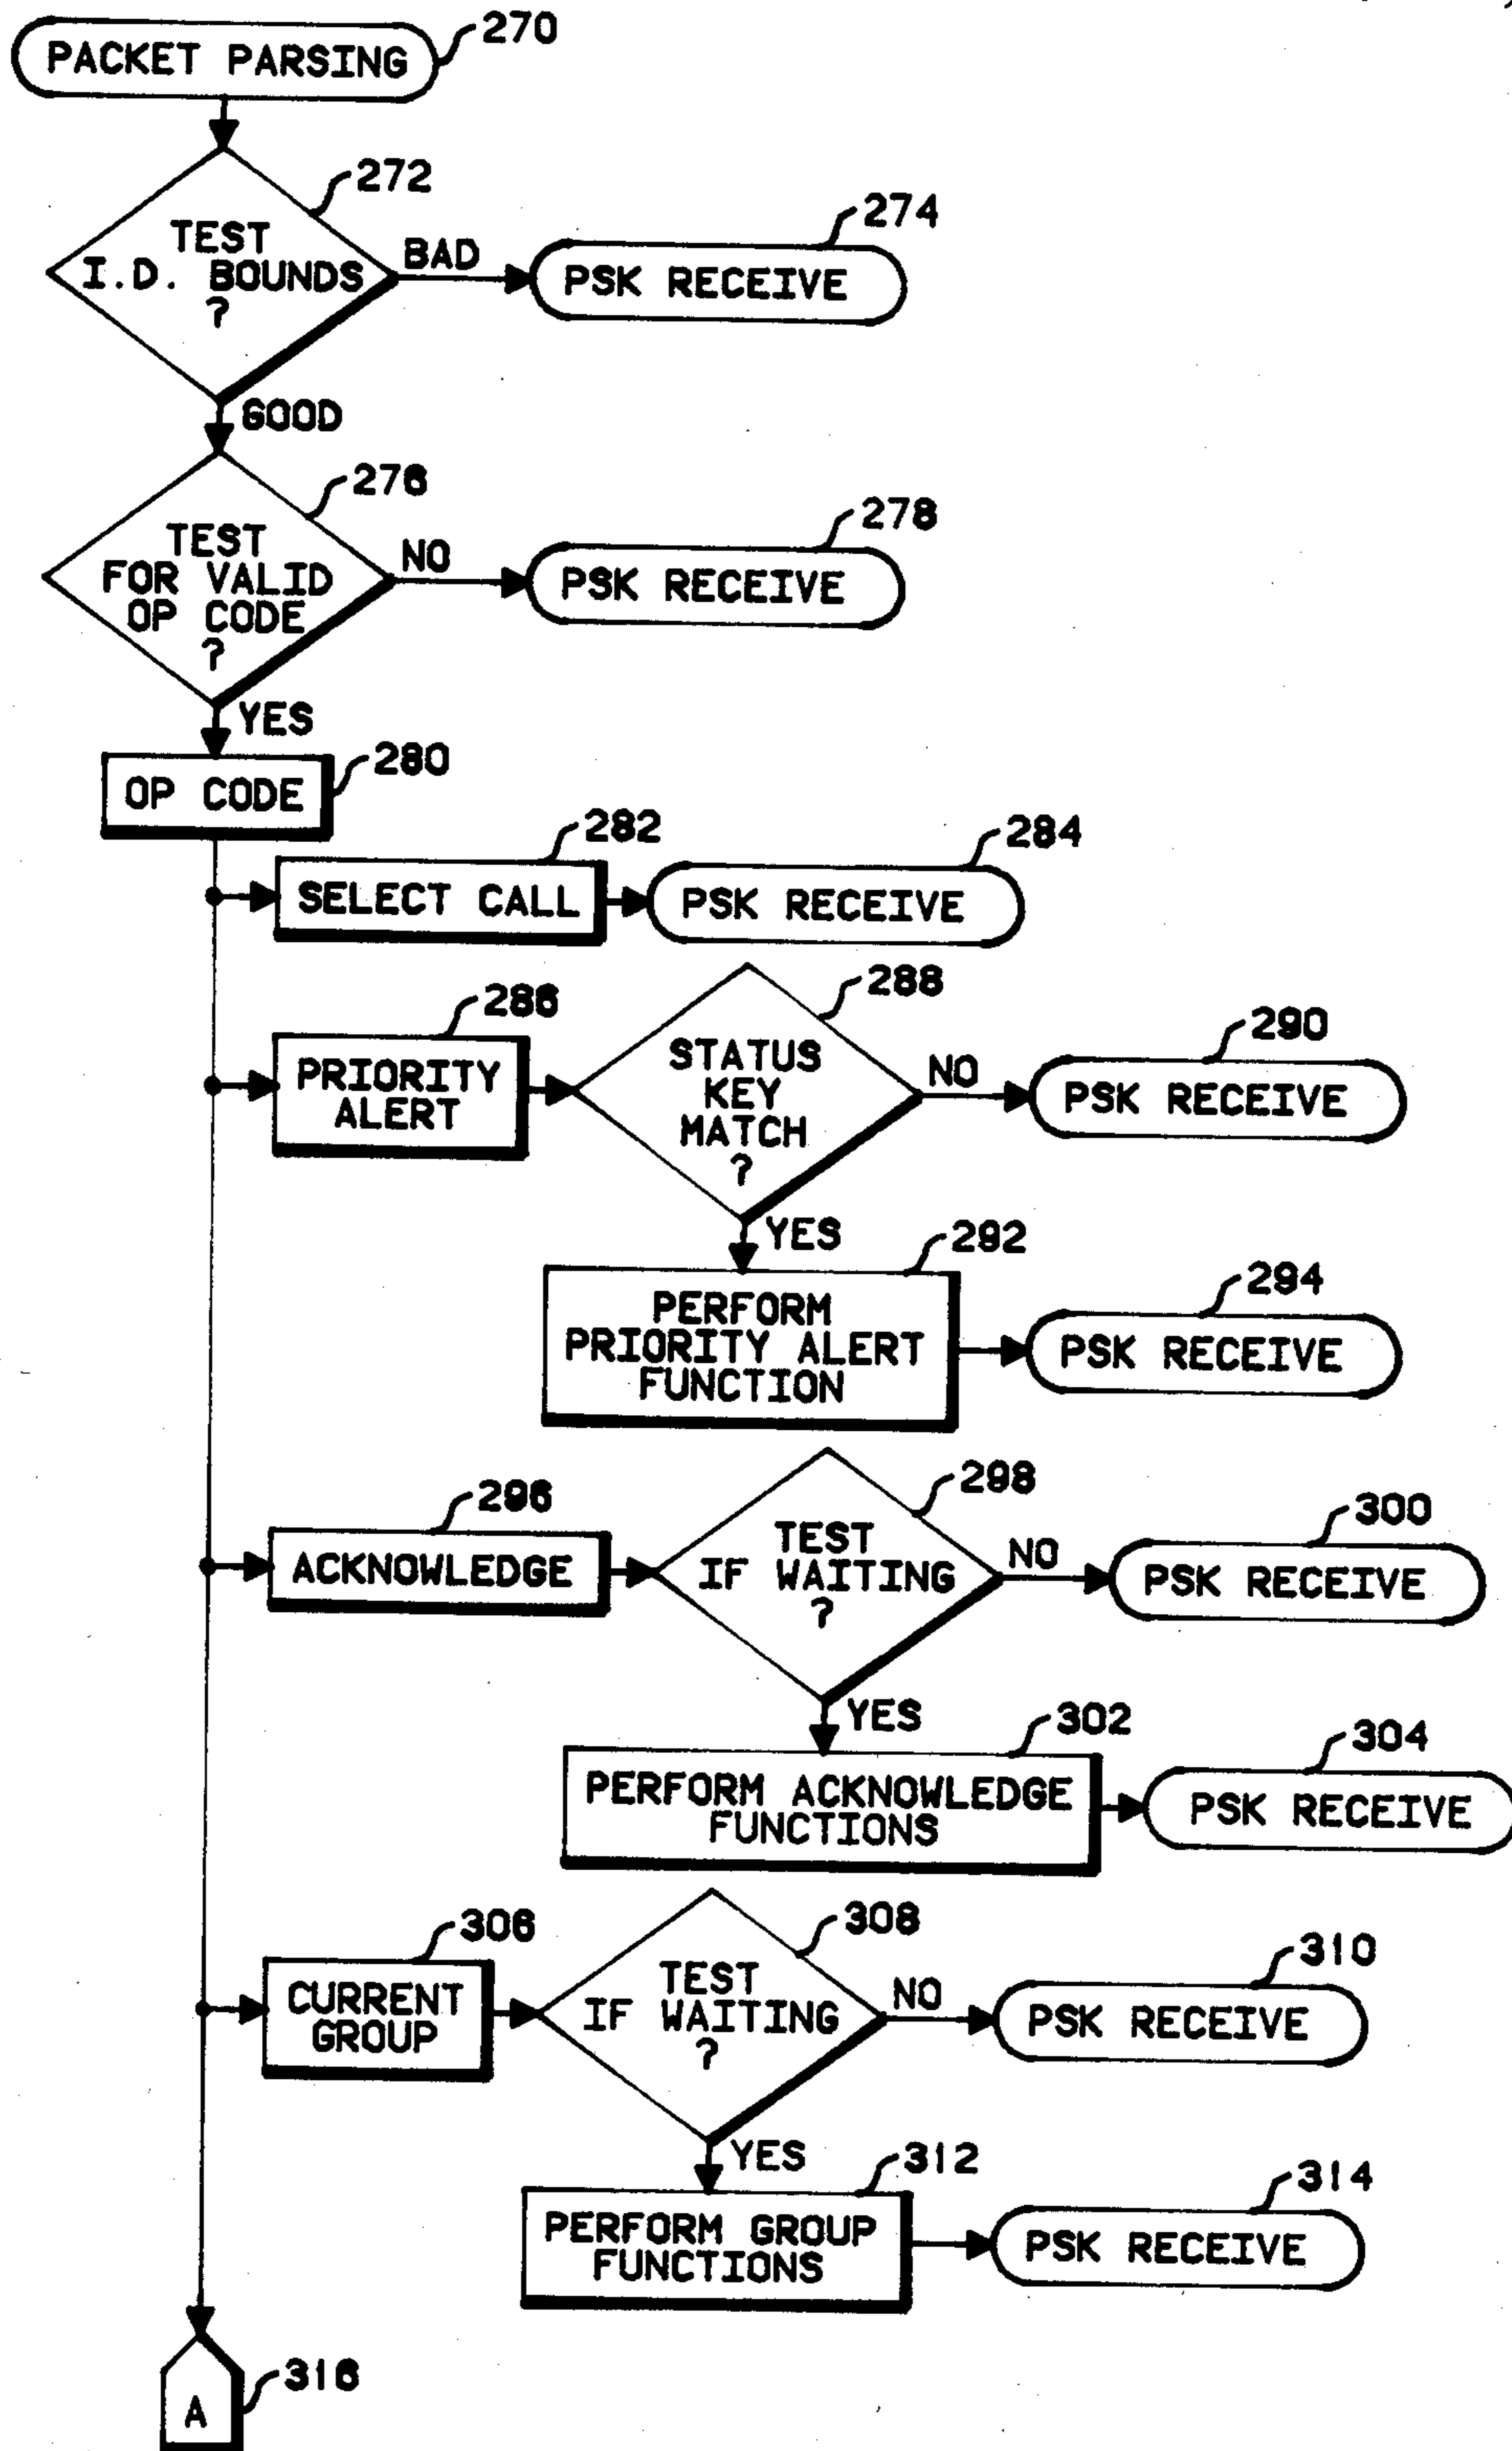 PACKET PARSING
270
TEST
I.D. BOUNDS
?
272
BAD
PSK RECEIVE
274
GOOD
TEST
FOR VALID
OP CODE
?
276
NO
PSK RECEIVE
278
YES
OP CODE
280
SELECT CALL
282
PSK RECEIVE
284
PRIORITY
ALERT
286
STATUS
KEY
MATCH
?
288
NO
PSK RECEIVE
290
YES
PERFORM
PRIORITY ALERT
FUNCTION
292
PSK RECEIVE
294
ACKNOWLEDGE
296
TEST
IF WAITING
?
298
NO
PSK RECEIVE
300
YES
PERFORM ACKNOWLEDGE
FUNCTIONS
302
PSK RECEIVE
304
CURRENT
GROUP
306
TEST
IF WAITING
?
308
NO
PSK RECEIVE
310
YES
PERFORM GROUP
FUNCTIONS
312
PSK RECEIVE
314
A
316